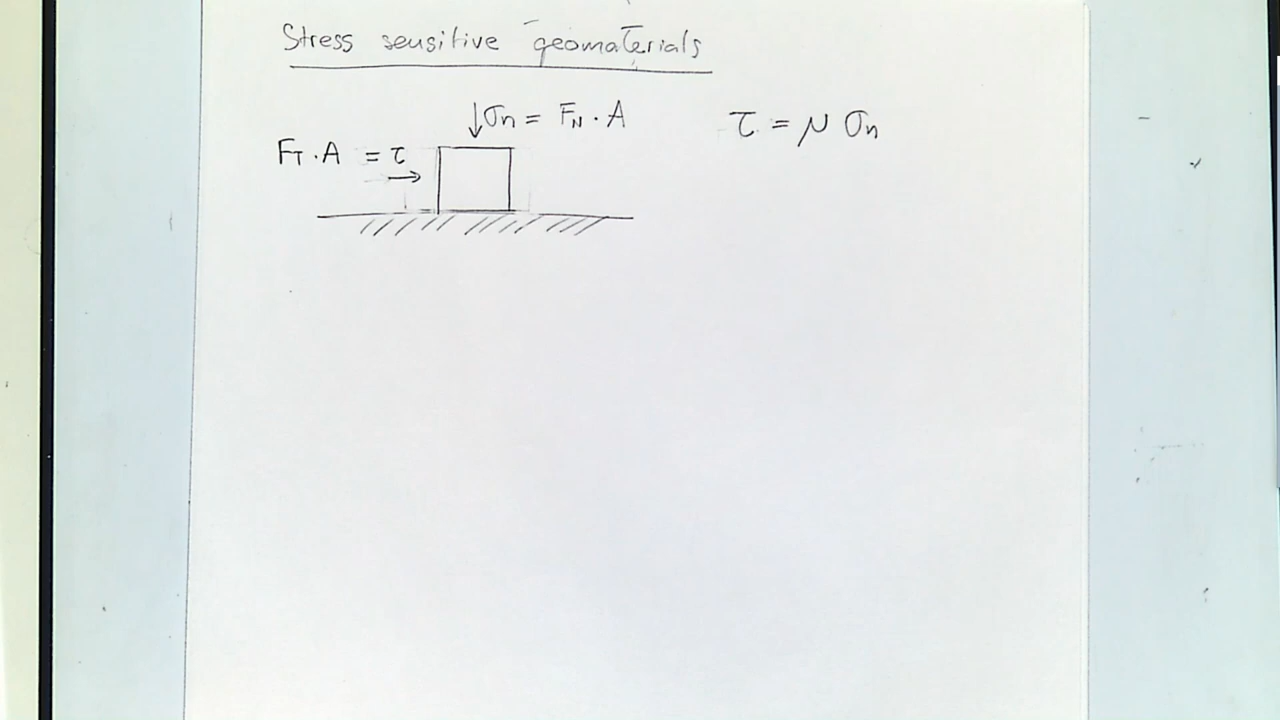 Stress sensitive geomaterials
↓σn = FN · A
τ = μ σn
FT · A = τ
→